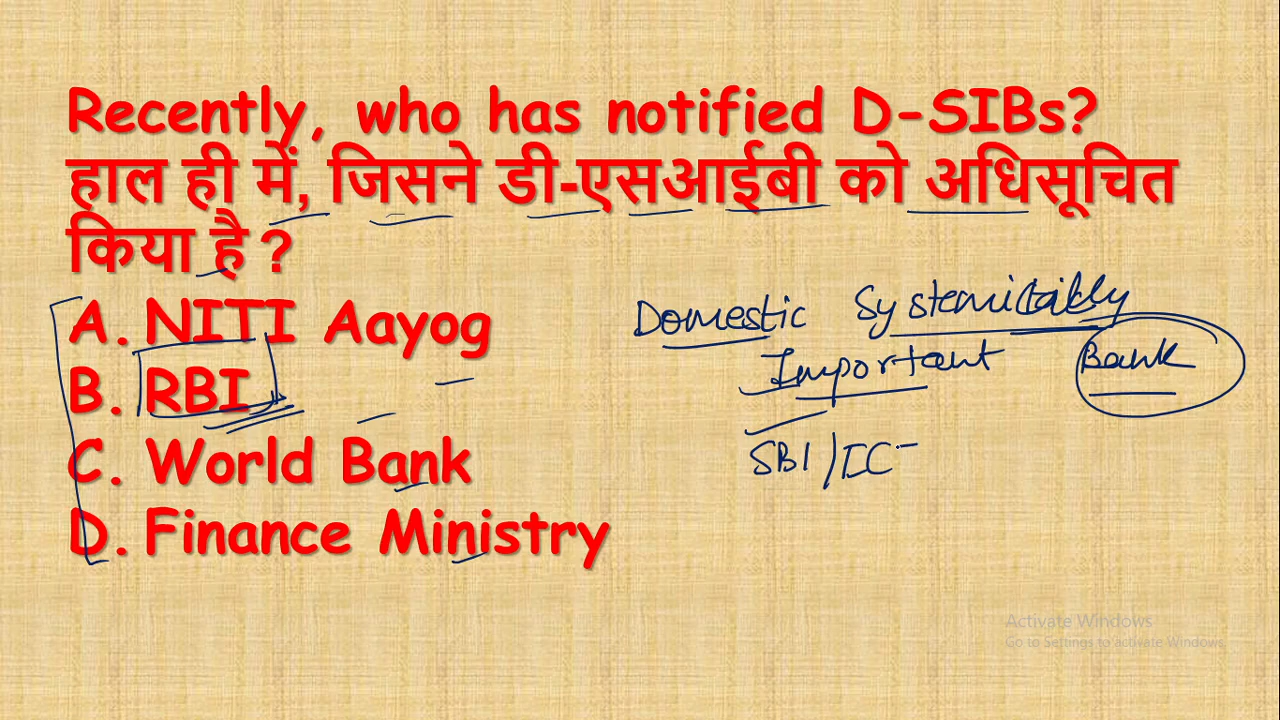 Recently, who has notified D-SIBs?
हाल ही में, जिसने डी-एसआईबी को अधिसूचित
किया है ?
A. NITI Aayog
B. RBI
C. World Bank
D. Finance Ministry
Domestic Systemically
Important Bank
SBI/IC
Activate Windows
Go to Settings to activate Windows.